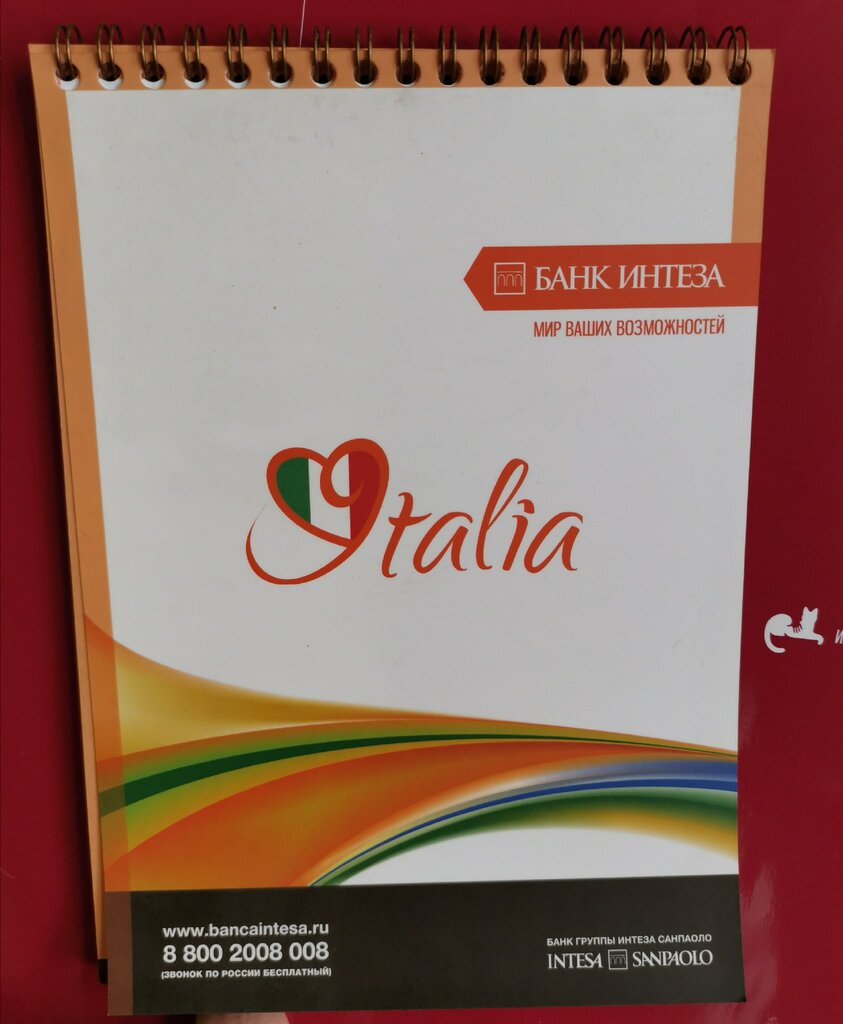 БАНК ИНТЕЗА
МИР ВАШИХ ВОЗМОЖНОСТЕЙ
Italia
www.bancaintesa.ru
8 800 2008 008
(ЗВОНОК ПО РОССИИ БЕСПЛАТНЫЙ)
БАНК ГРУППЫ ИНТЕЗА САНПАОЛО
INTESA SANPAOLO